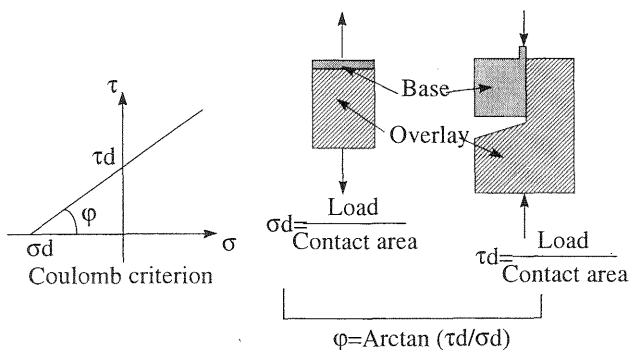 τ
τd
φ
σd
σ
Coulomb criterion
Base
Overlay
σd= Load
Contact area
τd= Load
Contact area
φ=Arctan (τd/σd)